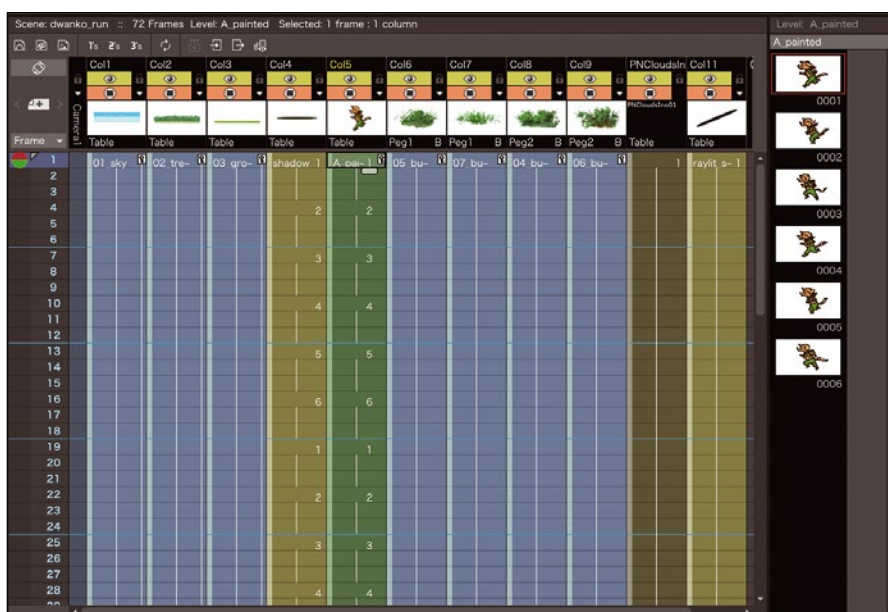 Scene: dwanko_run :: 72 Frames Level: A_painted Selected: 1 frame : 1 column
Level: A_painted
1's 2's 3's
A_painted
Col1 Col2 Col3 Col4 Col5 Col6 Col7 Col8 Col9 PNCloudsIn Col11
Camera1
PNCloudsIno01
Frame Table Table Table Table Table Peg1 B Peg1 B Peg2 B Peg2 B Table Table
1 01_sky 02_tre- 03_gro- shadow 1 A_pai- 1 05_bu- 07_bu- 04_bu- 06_bu- 1 raylit_s- 1
2
3
4 2 2
5
6
7 3 3
8
9
10 4 4
11
12
13 5 5
14
15
16 6 6
17
18
19 1 1
20
21
22 2 2
23
24
25 3 3
26
27
28 4 4
0001
0002
0003
0004
0005
0006